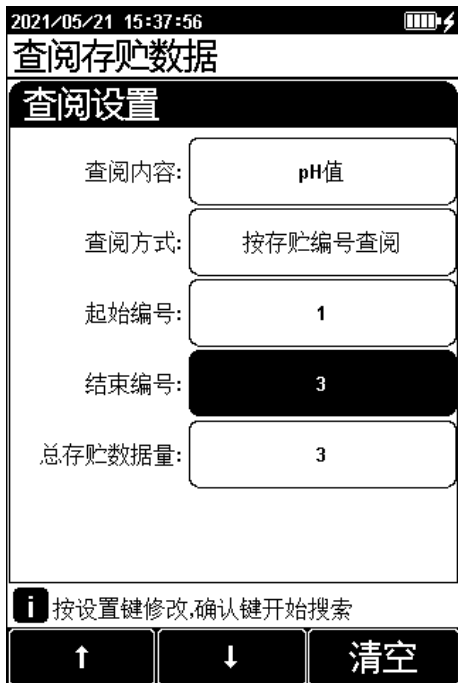 2021/05/21 15:37:56
查阅存贮数据
查阅设置
查阅内容: pH值
查阅方式: 按存贮编号查阅
起始编号: 1
结束编号: 3
总存贮数据量: 3
i 按设置键修改,确认键开始搜索
↑ ↓ 清空